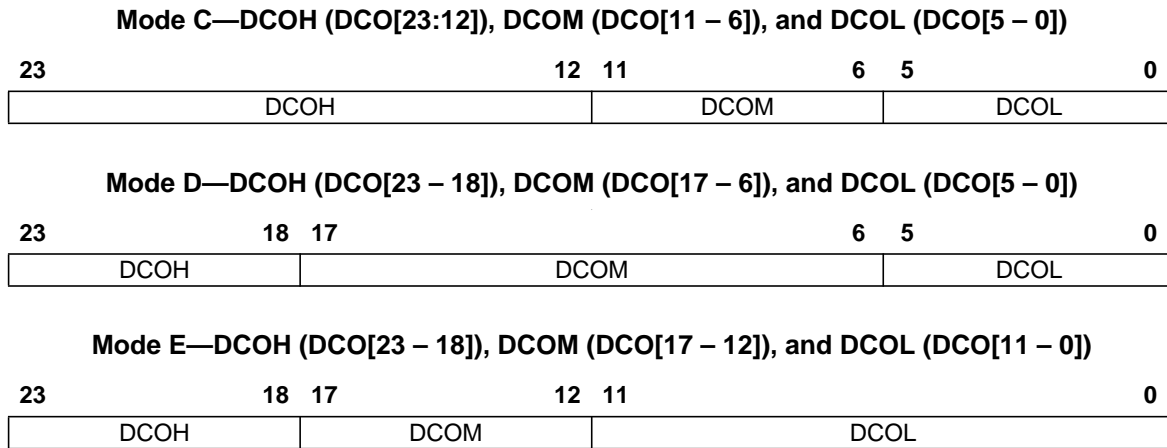 Mode C—DCOH (DCO[23:12]), DCOM (DCO[11 – 6]), and DCOL (DCO[5 – 0])
23 12 11 6 5 0
DCOH DCOM DCOL
Mode D—DCOH (DCO[23 – 18]), DCOM (DCO[17 – 6]), and DCOL (DCO[5 – 0])
23 18 17 6 5 0
DCOH DCOM DCOL
Mode E—DCOH (DCO[23 – 18]), DCOM (DCO[17 – 12]), and DCOL (DCO[11 – 0])
23 18 17 12 11 0
DCOH DCOM DCOL